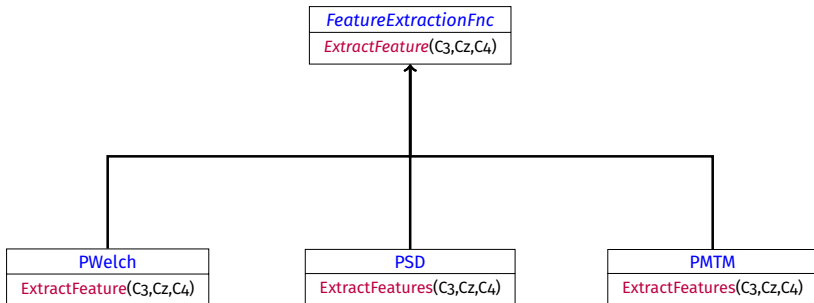 FeatureExtractionFnc
ExtractFeature(C3,Cz,C4)
PWelch
ExtractFeature(C3,Cz,C4)
PSD
ExtractFeatures(C3,Cz,C4)
PMTM
ExtractFeatures(C3,Cz,C4)